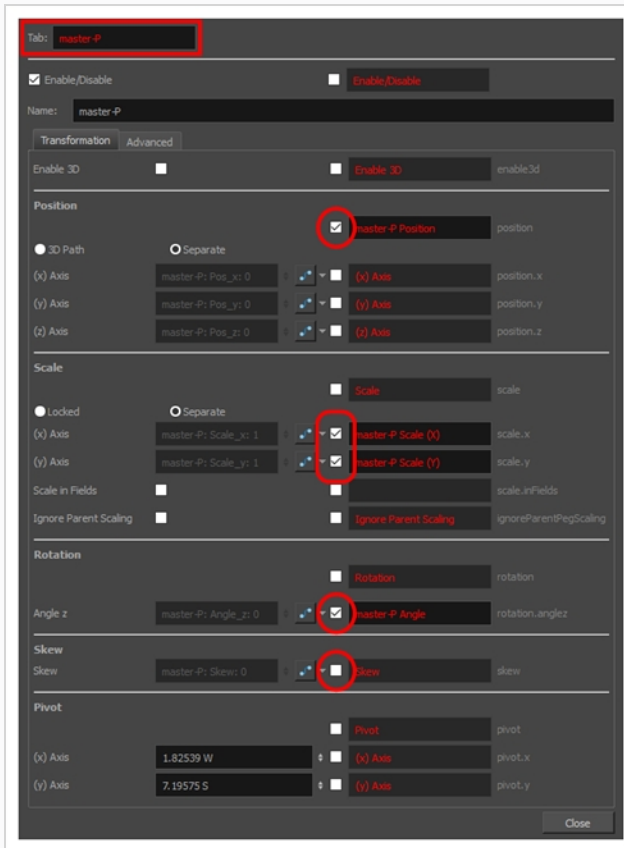 Tab: master-P
Enable/Disable Enable/Disable
Name: master-P
Transformation Advanced
Enable 3D Enable 3D enable3d
Position
master-P Position position
3D Path Separate
(x) Axis master-P: Pos_x: 0 (x) Axis position.x
(y) Axis master-P: Pos_y: 0 (y) Axis position.y
(z) Axis master-P: Pos_z: 0 (z) Axis position.z
Scale
Scale scale
Locked Separate
(x) Axis master-P: Scale_x: 1 master-P Scale (X) scale.x
(y) Axis master-P: Scale_y: 1 master-P Scale (Y) scale.y
Scale in Fields scale.inFields
Ignore Parent Scaling Ignore Parent Scaling ignoreParentPegScaling
Rotation
Rotation rotation
Angle z master-P: Angle_z: 0 master-P Angle rotation.anglez
Skew
Skew master-P: Skew: 0 Skew skew
Pivot
Pivot pivot
(x) Axis 1.82539 W (x) Axis pivot.x
(y) Axis 7.19575 S (y) Axis pivot.y
Close